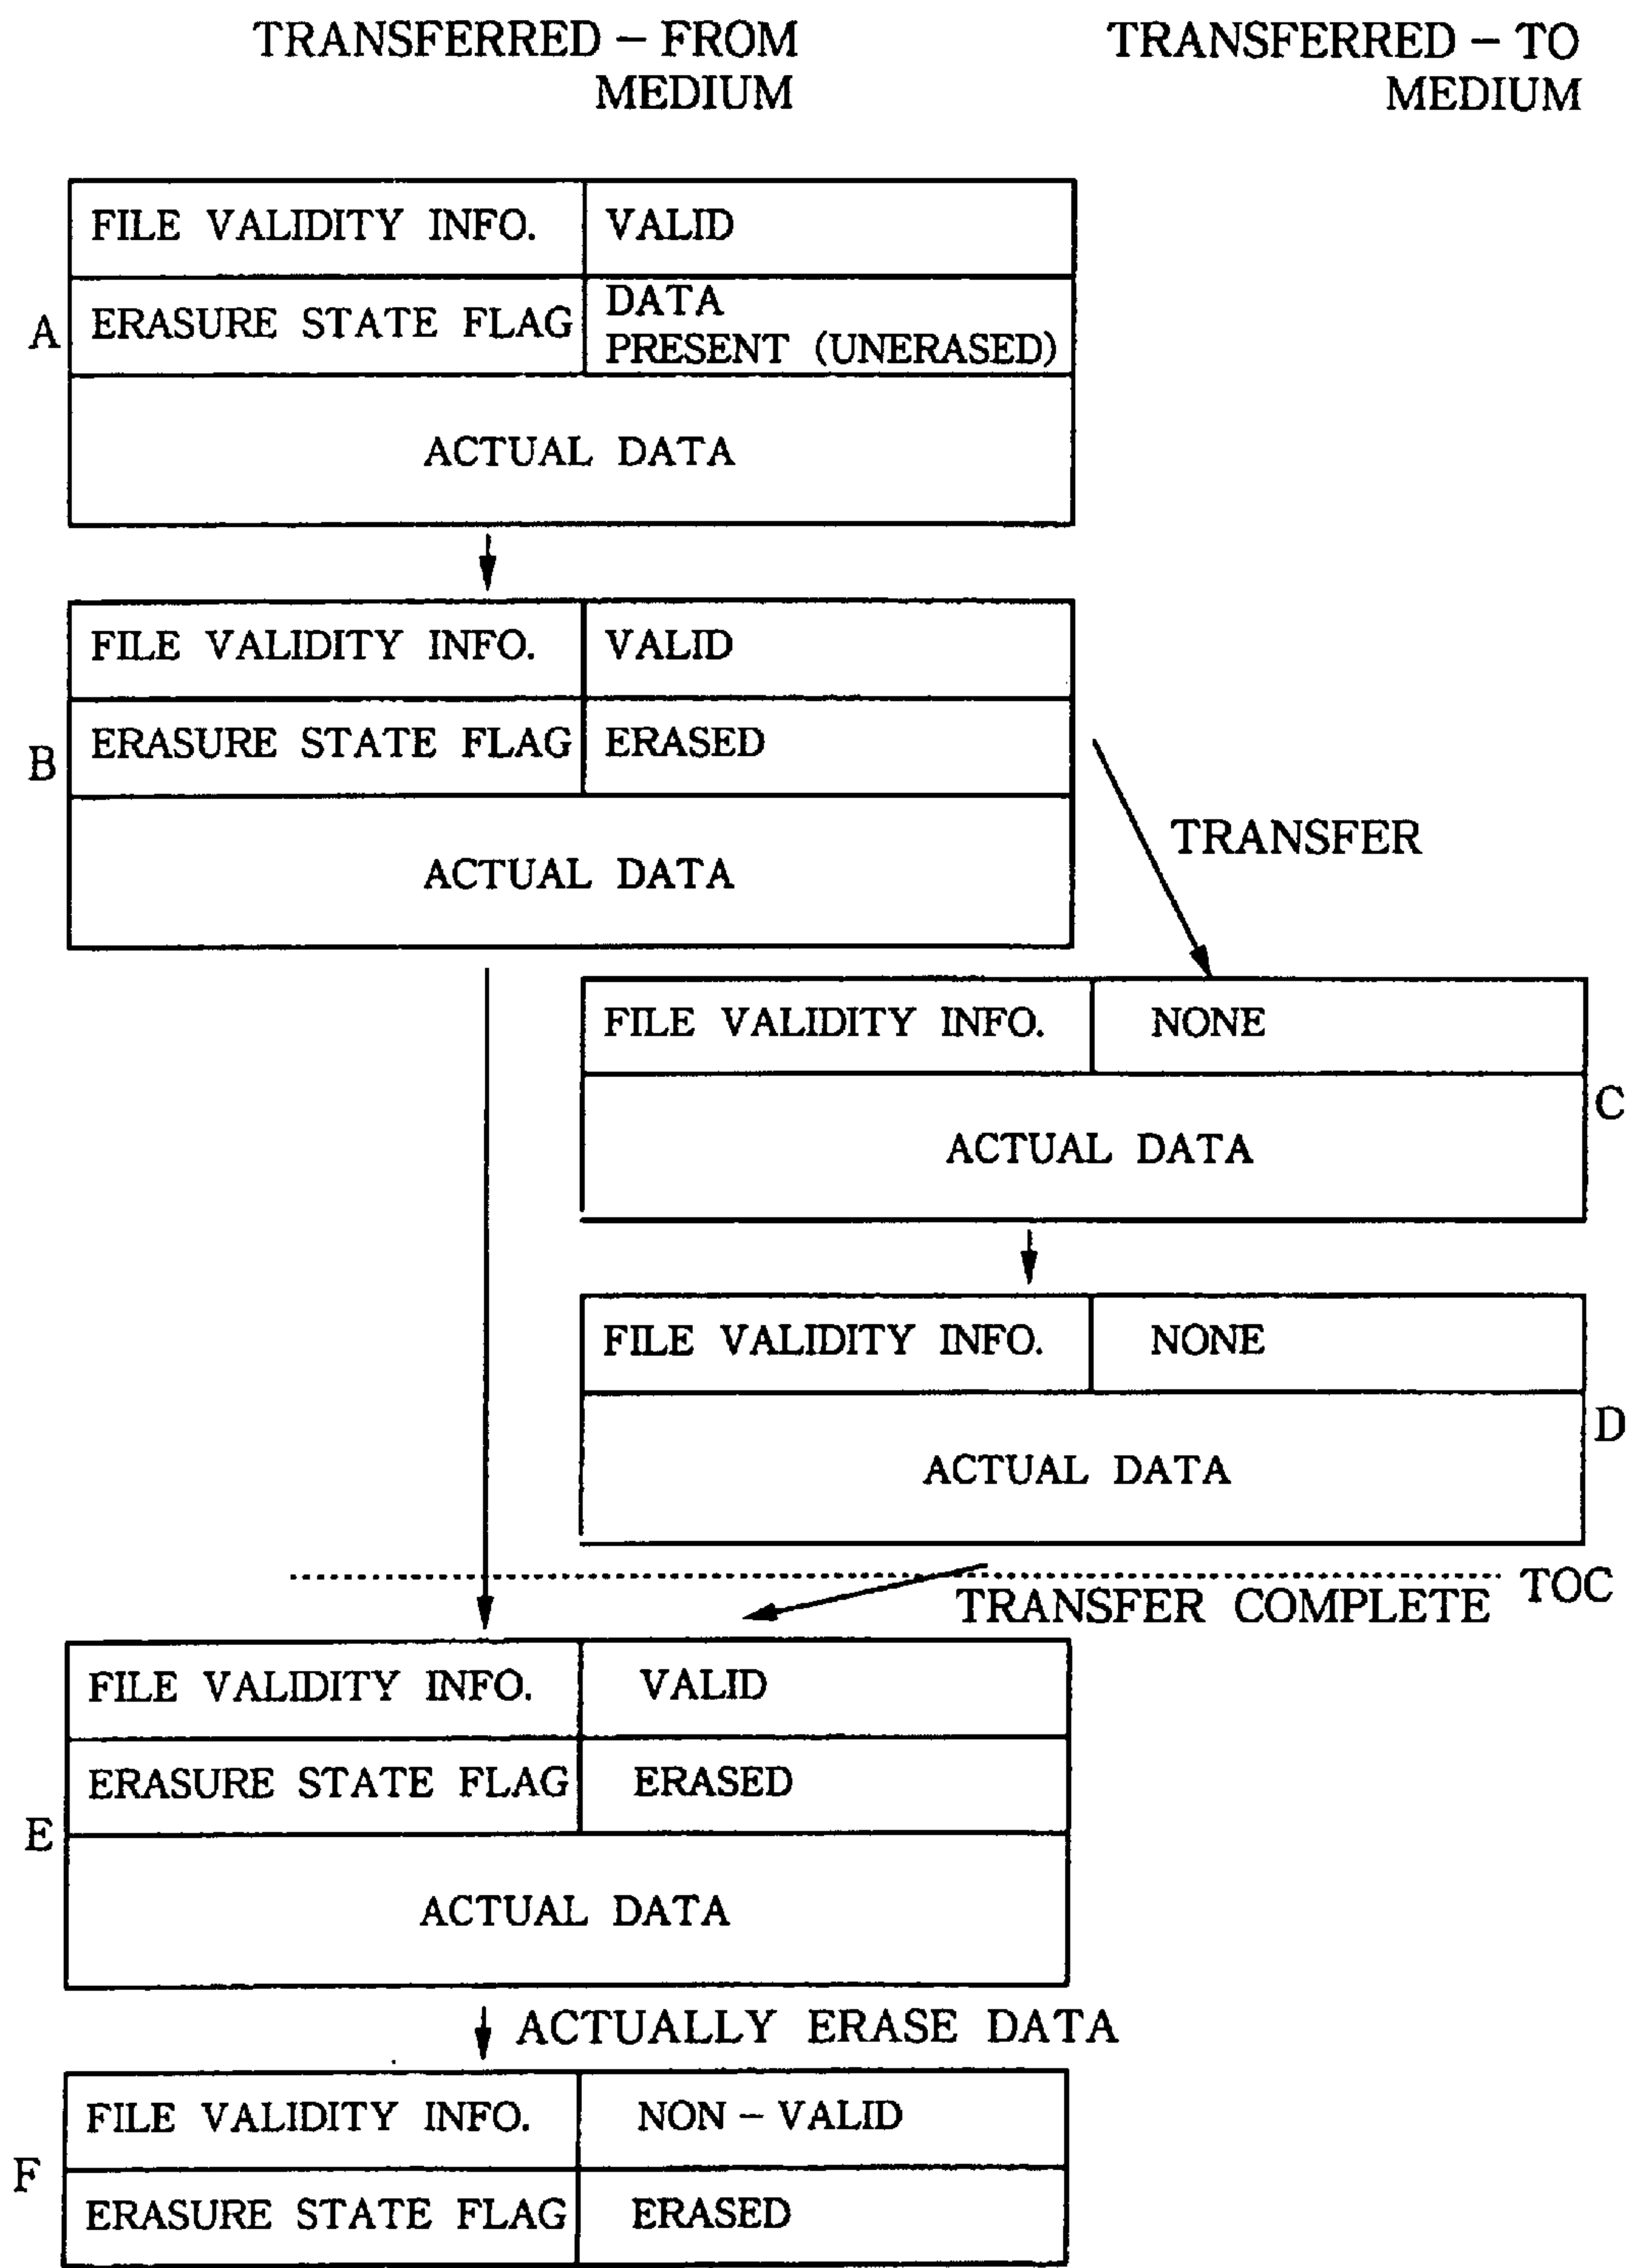 TRANSFERRED – FROM
MEDIUM
TRANSFERRED – TO
MEDIUM
FILE VALIDITY INFO.
VALID
A
ERASURE STATE FLAG
DATA
PRESENT (UNERASED)
ACTUAL DATA
FILE VALIDITY INFO.
VALID
B
ERASURE STATE FLAG
ERASED
ACTUAL DATA
TRANSFER
FILE VALIDITY INFO.
NONE
C
ACTUAL DATA
FILE VALIDITY INFO.
NONE
D
ACTUAL DATA
TOC
TRANSFER COMPLETE
FILE VALIDITY INFO.
VALID
ERASURE STATE FLAG
ERASED
E
ACTUAL DATA
ACTUALLY ERASE DATA
FILE VALIDITY INFO.
NON – VALID
F
ERASURE STATE FLAG
ERASED